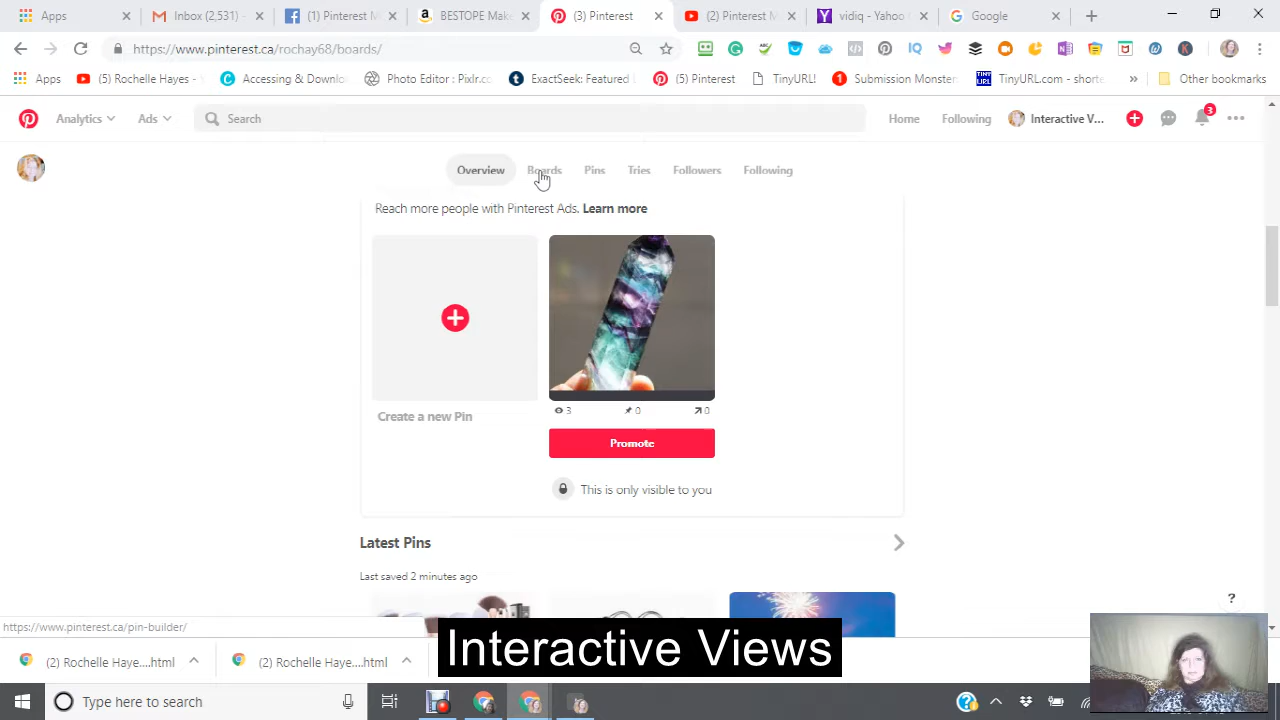 Apps
Inbox (2,531)
(1) Pinterest M
BEST PE Make
(3) Pinterest
(2) Pinterest M
vidiq - Yahoo
Google
https://www.pinterest.ca/rochay68/boards/
Apps
(5) Rochelle Hayes -
Accessing & Downlo
Photo Editor : Pixlr.co
ExactSeek: Featured L
(5) Pinterest
TinyURL!
Submission Monster
TinyURL.com - shorte
Other bookmarks
Analytics
Ads
Search
Home
Following
Interactive V...
3
Overview
Boards
Pins
Tries
Followers
Following
Reach more people with Pinterest Ads. Learn more
Create a new Pin
3
0
0
Promote
This is only visible to you
Latest Pins
Last saved 2 minutes ago
https://www.pinterest.ca/pin-builder/
?
(2) Rochelle Haye....html
(2) Rochelle Haye....html
Interactive Views
Type here to search